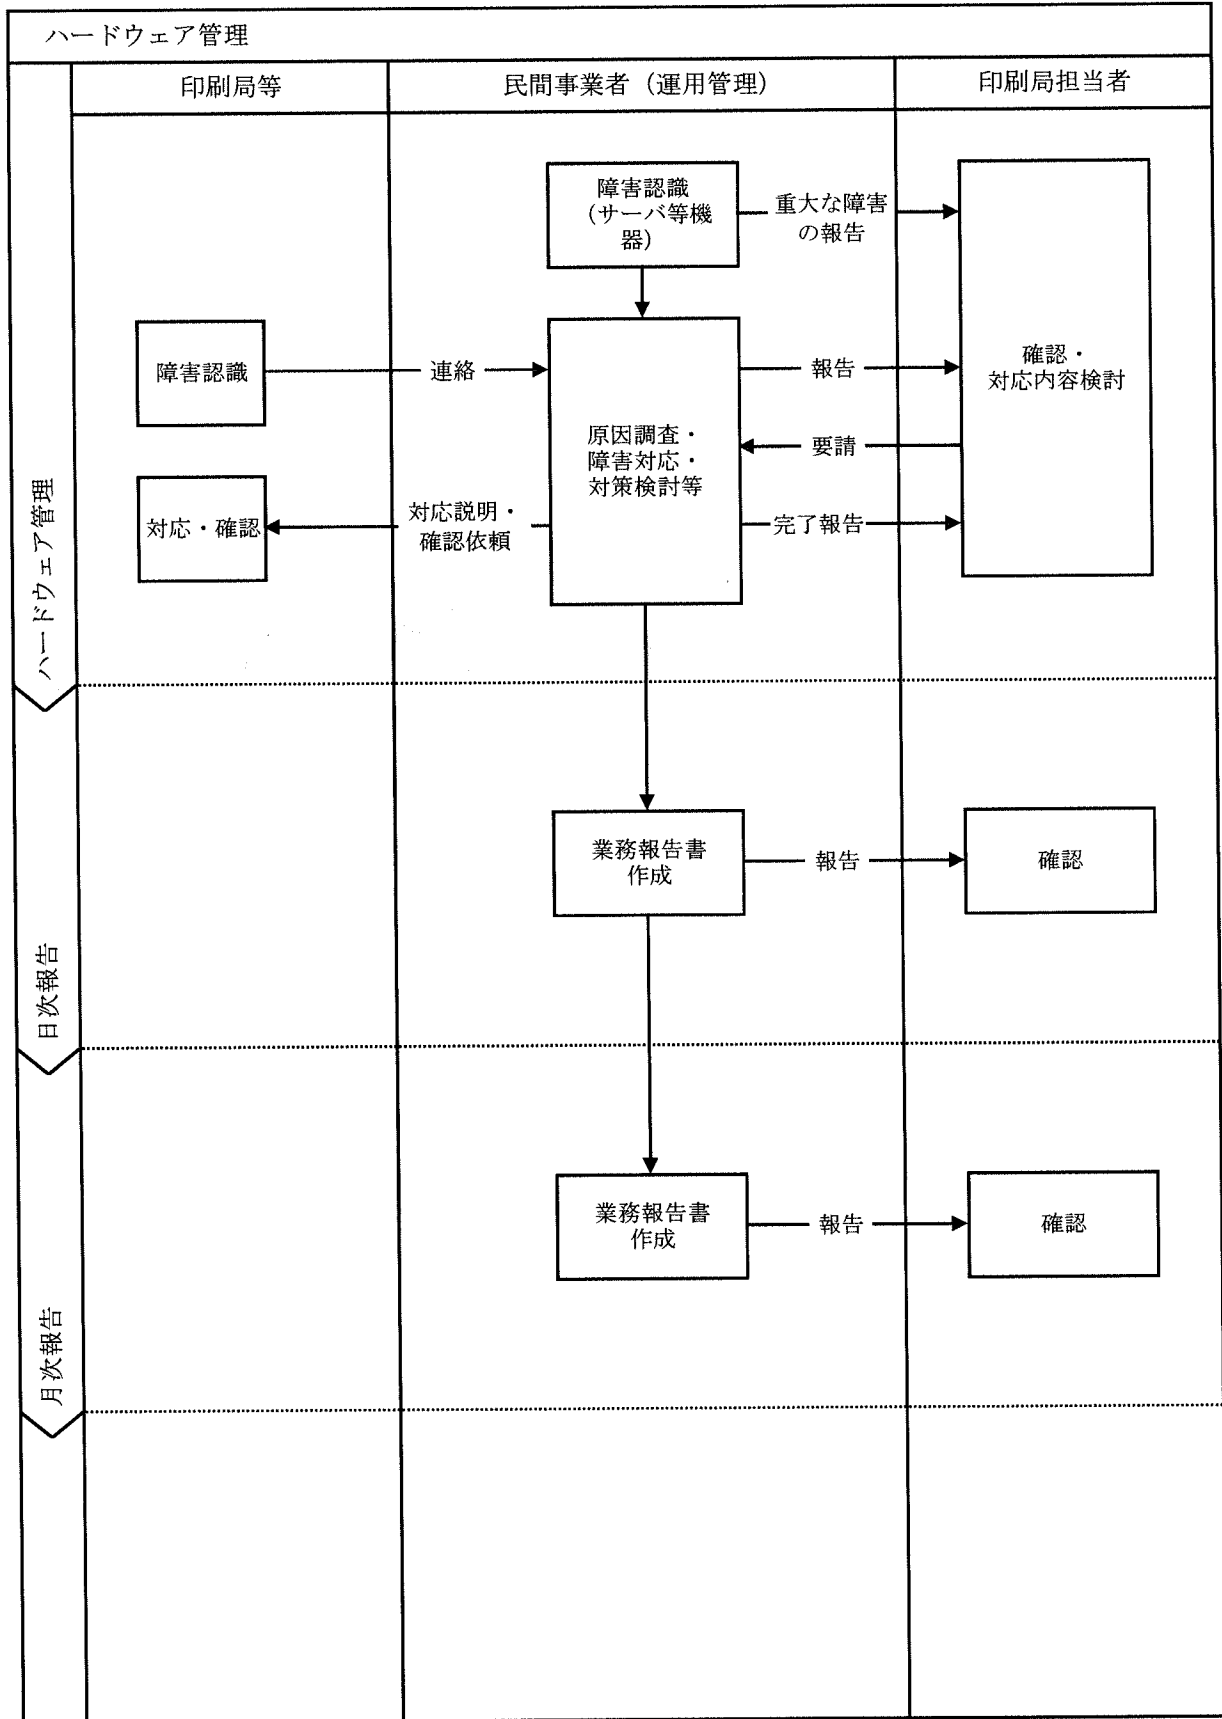 ハードウェア管理
印刷局等
民間事業者（運用管理）
印刷局担当者
ハードウェア管理
障害認識
（サーバ等機
器）
重大な障害
の報告
障害認識
連絡
報告
確認・
対応内容検討
原因調査・
障害対応・
対策検討等
要請
対応・確認
対応説明・
確認依頼
完了報告
日次報告
業務報告書
作成
報告
確認
月次報告
業務報告書
作成
報告
確認